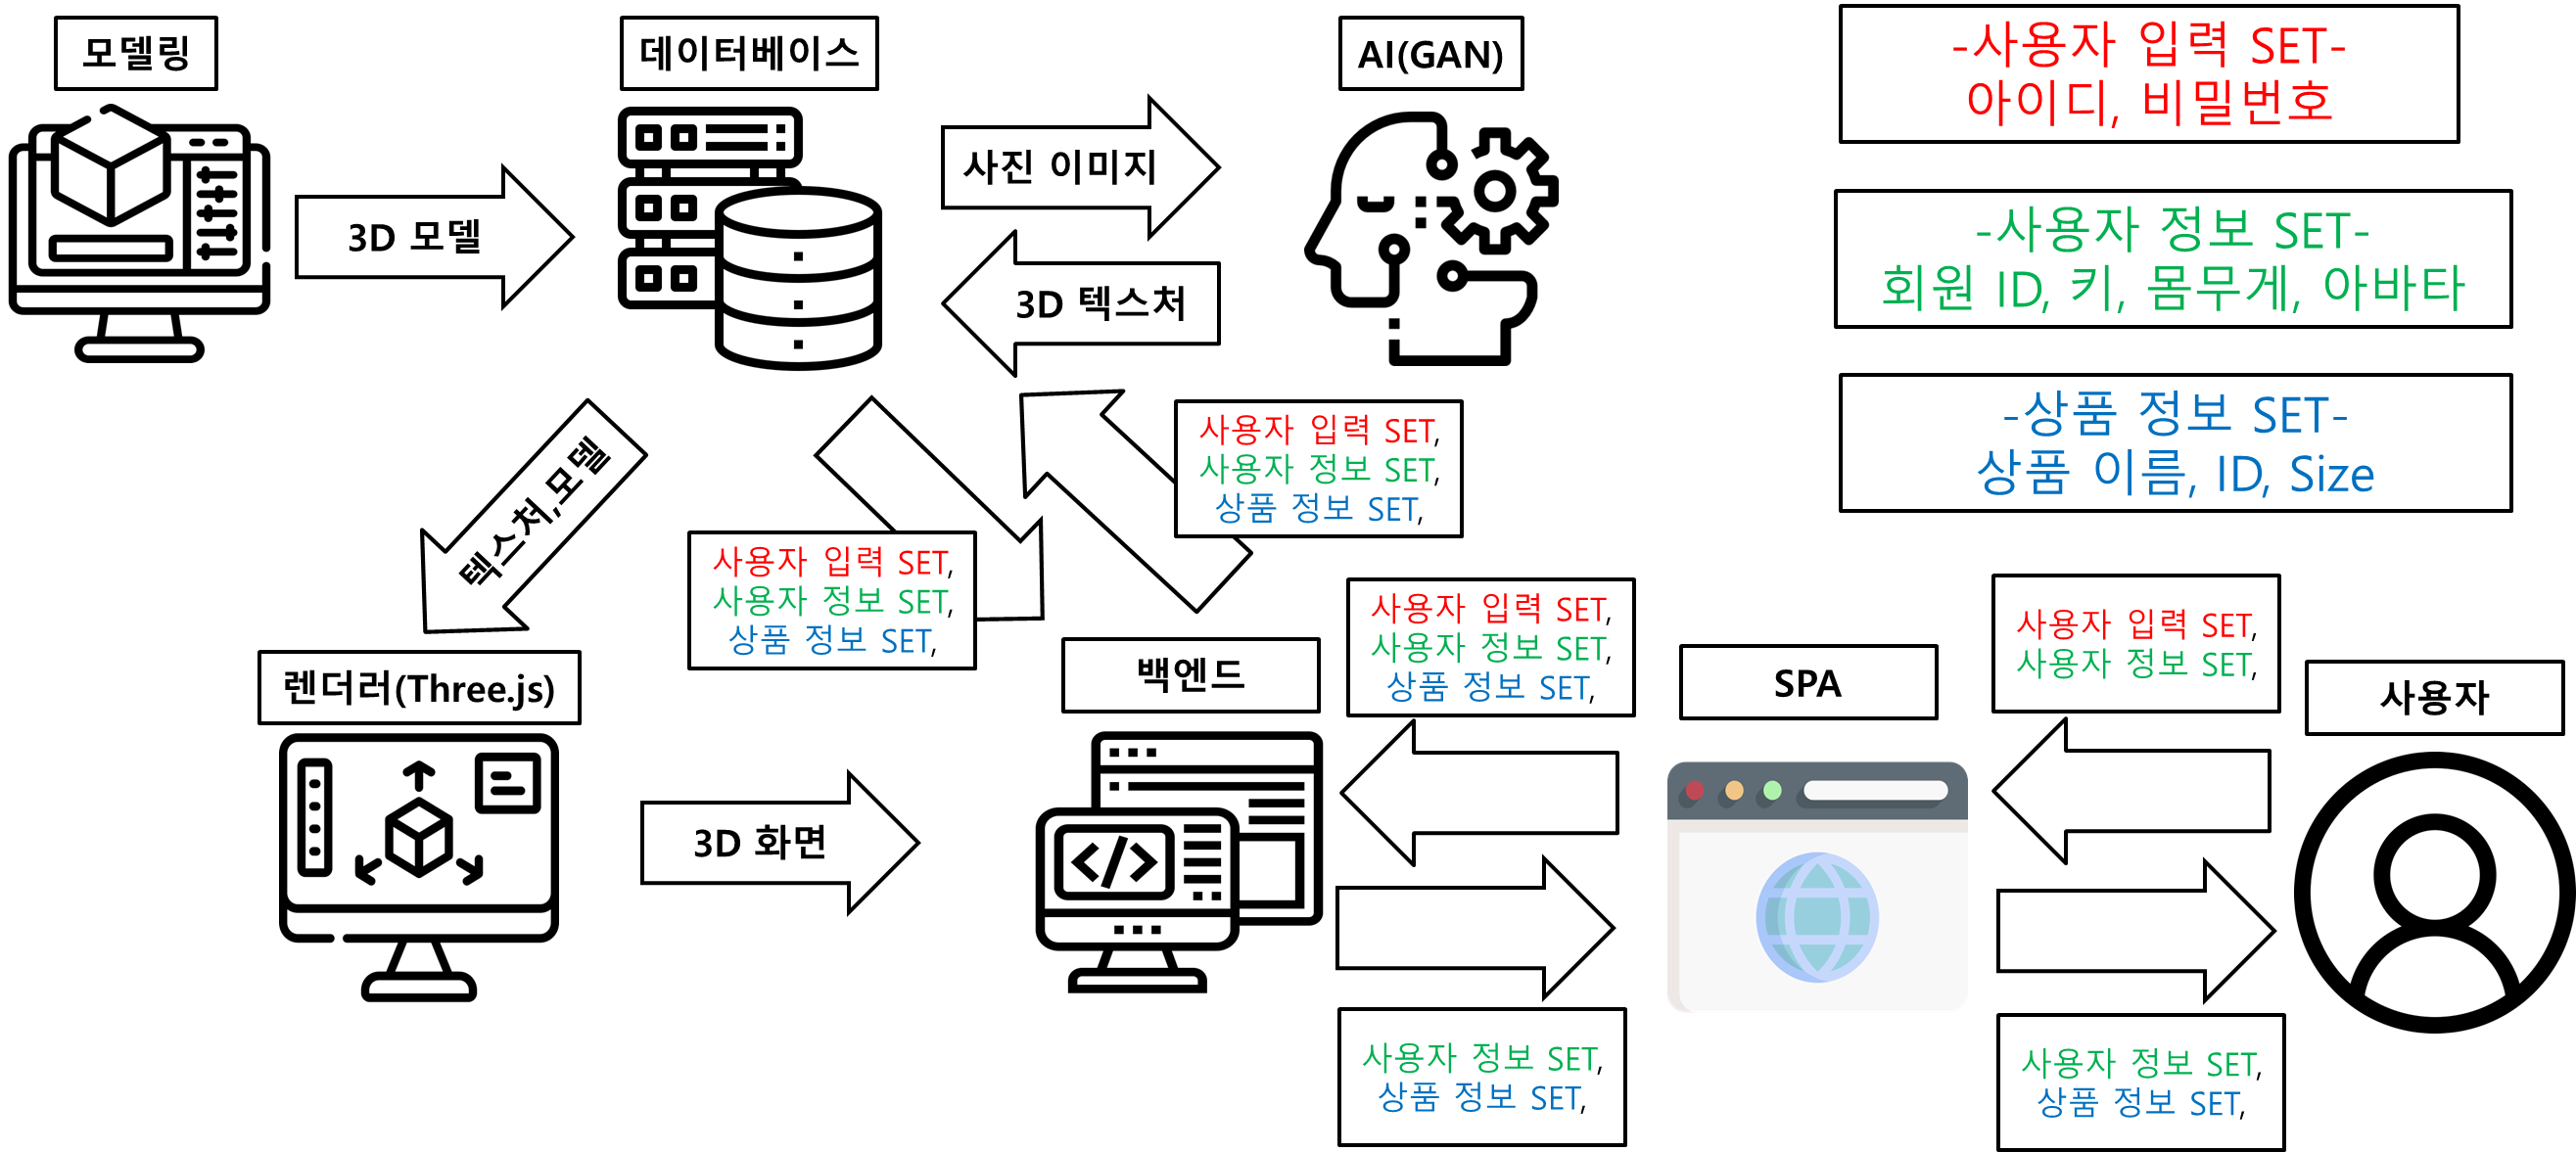 모델링
데이터베이스
AI(GAN)
-사용자 입력 SET-
아이디, 비밀번호
3D 모델
사진 이미지
3D 텍스처
-사용자 정보 SET-
회원 ID, 키, 몸무게, 아바타
-상품 정보 SET-
상품 이름, ID, Size
텍스처,모델
사용자 입력 SET,
사용자 정보 SET,
상품 정보 SET,
사용자 입력 SET,
사용자 정보 SET,
상품 정보 SET,
사용자 입력 SET,
사용자 정보 SET,
상품 정보 SET,
사용자 입력 SET,
사용자 정보 SET,
렌더러(Three.js)
백엔드
SPA
사용자
3D 화면
사용자 정보 SET,
상품 정보 SET,
사용자 정보 SET,
상품 정보 SET,